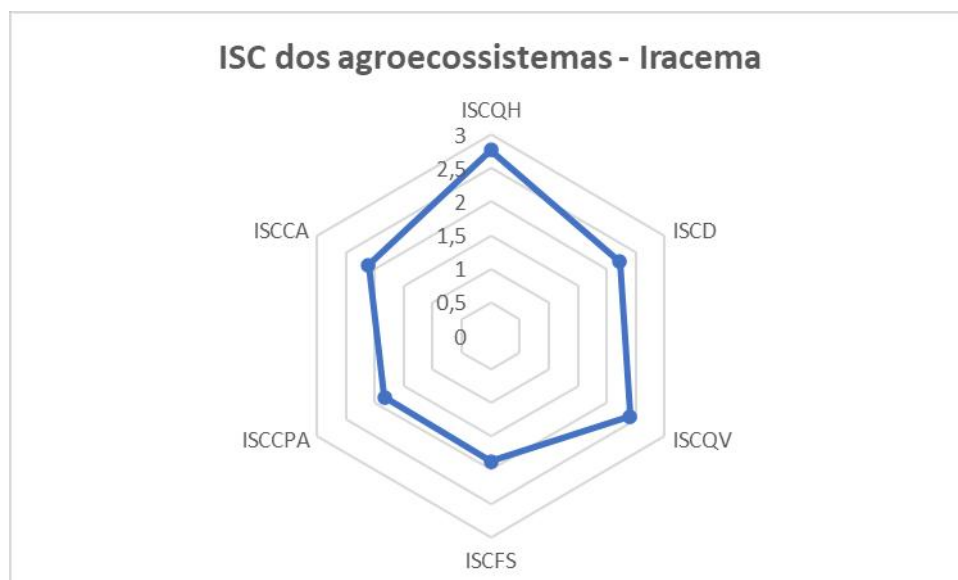 ISC dos agroecossistemas - Iracema
ISCQH
3
2,5
2
1,5
1
0,5
0
ISCCA
ISCD
ISCCPA
ISCQV
ISCFS